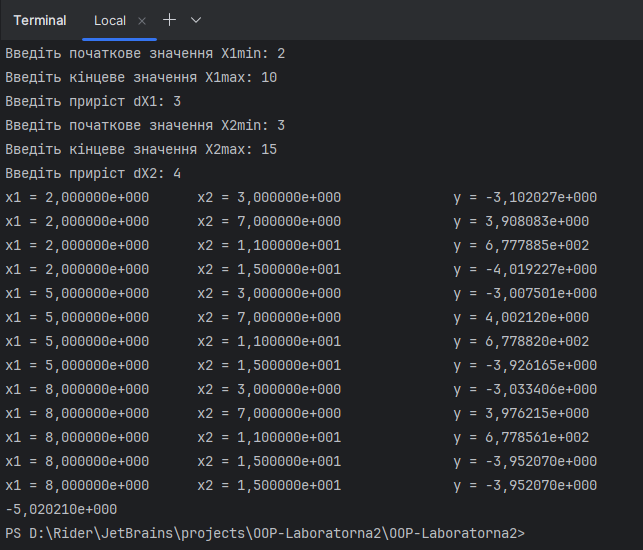 Terminal Local × + ⌄
Введіть початкове значення X1min: 2
Введіть кінцеве значення X1max: 10
Введіть приріст dX1: 3
Введіть початкове значення X2min: 3
Введіть кінцеве значення X2max: 15
Введіть приріст dX2: 4
x1 = 2,000000e+000 x2 = 3,000000e+000 y = -3,102027e+000
x1 = 2,000000e+000 x2 = 7,000000e+000 y = 3,908083e+000
x1 = 2,000000e+000 x2 = 1,100000e+001 y = 6,777885e+002
x1 = 2,000000e+000 x2 = 1,500000e+001 y = -4,019227e+000
x1 = 5,000000e+000 x2 = 3,000000e+000 y = -3,007501e+000
x1 = 5,000000e+000 x2 = 7,000000e+000 y = 4,002120e+000
x1 = 5,000000e+000 x2 = 1,100000e+001 y = 6,778820e+002
x1 = 5,000000e+000 x2 = 1,500000e+001 y = -3,926165e+000
x1 = 8,000000e+000 x2 = 3,000000e+000 y = -3,033406e+000
x1 = 8,000000e+000 x2 = 7,000000e+000 y = 3,976215e+000
x1 = 8,000000e+000 x2 = 1,100000e+001 y = 6,778561e+002
x1 = 8,000000e+000 x2 = 1,500000e+001 y = -3,952070e+000
x1 = 8,000000e+000 x2 = 1,500000e+001 y = -3,952070e+000
-5,020210e+000
PS D:\Rider\JetBrains\projects\OOP-Laboratorna2\OOP-Laboratorna2>